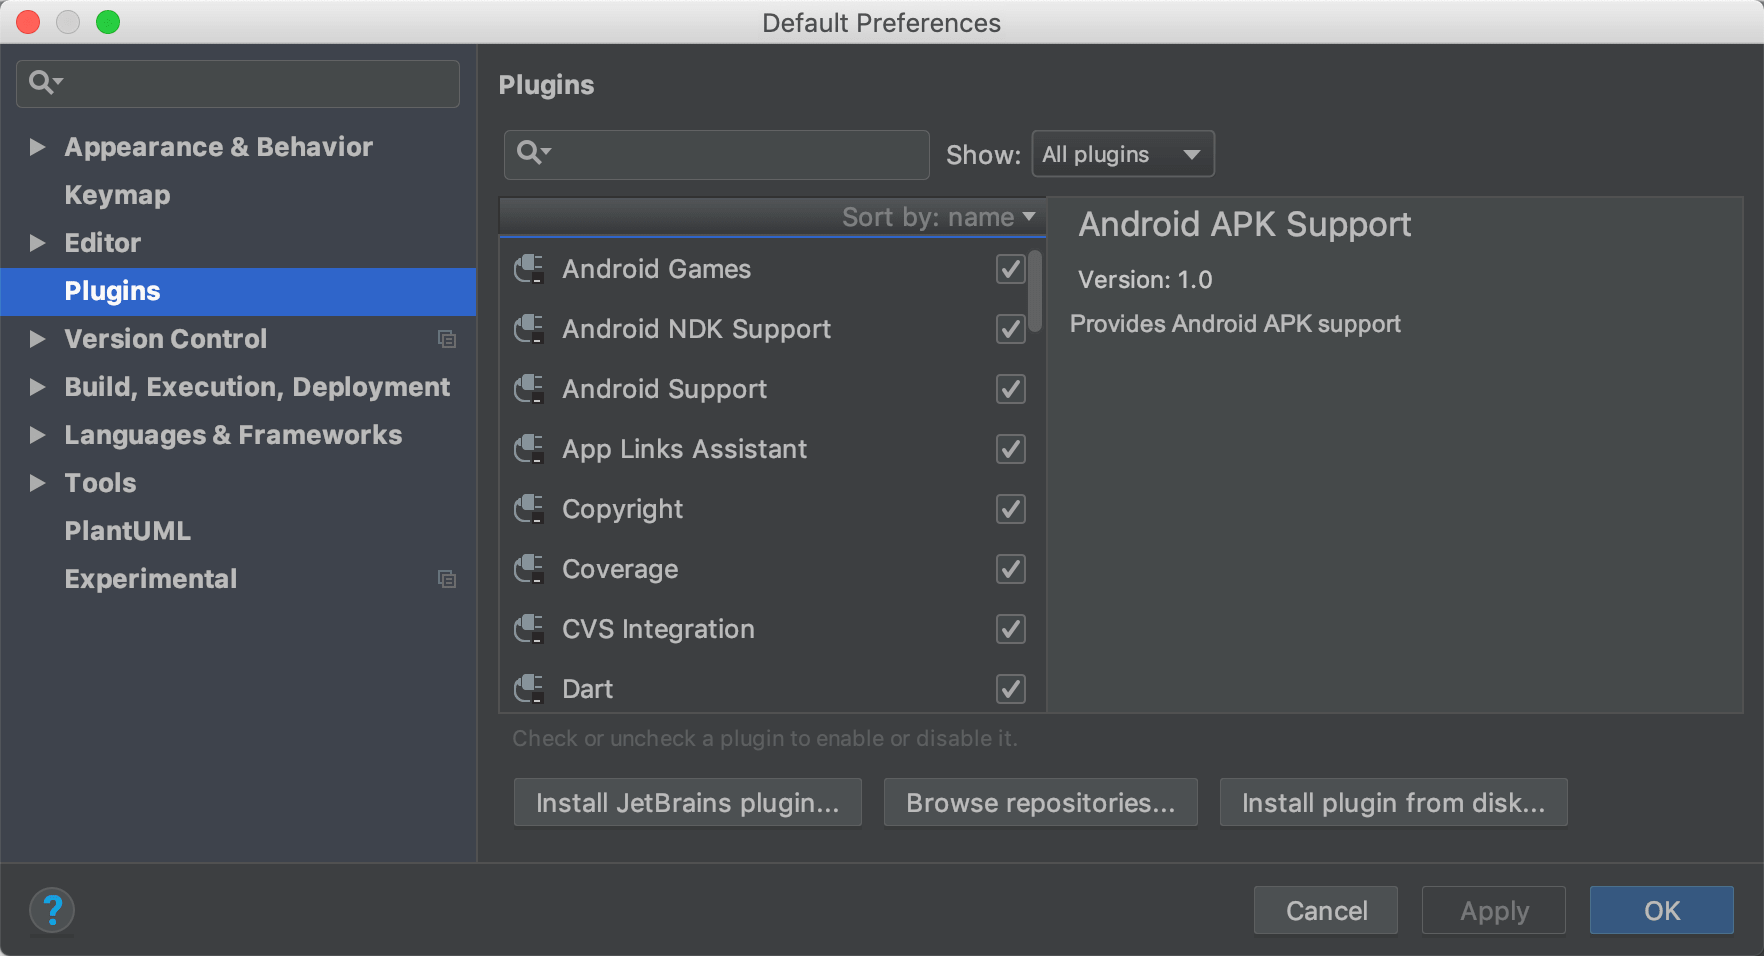 Default Preferences
Appearance & Behavior
Keymap
Editor
Plugins
Version Control
Build, Execution, Deployment
Languages & Frameworks
Tools
PlantUML
Experimental
Plugins
Show: All plugins
Sort by: name
Android Games
Android NDK Support
Android Support
App Links Assistant
Copyright
Coverage
CVS Integration
Dart
Android APK Support
Version: 1.0
Provides Android APK support
Check or uncheck a plugin to enable or disable it.
Install JetBrains plugin... Browse repositories... Install plugin from disk...
? Cancel Apply OK